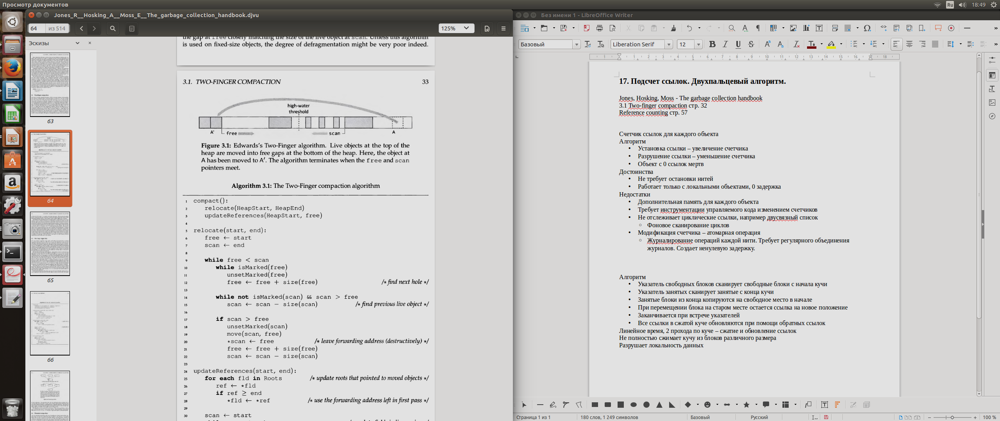 Просмотр документов
Ru
18:49
Jones_R__Hosking_A__Moss_E__The_garbage_collection_handbook.djvu
64 из 514
125%
Эскизы
63
64
65
66
the gap at free closely matching the size of the live object at scan. Unless this algorithm
is used on fixed-size objects, the degree of defragmentation might be very poor indeed.
3.1. TWO-FINGER COMPACTION 33
high-water
threshold
A' free scan A
Figure 3.1: Edwards's Two-Finger algorithm. Live objects at the top of the
heap are moved into free gaps at the bottom of the heap. Here, the object at
A has been moved to A′. The algorithm terminates when the free and scan
pointers meet.
Algorithm 3.1: The Two-Finger compaction algorithm
1 compact():
2 relocate(HeapStart, HeapEnd)
3 updateReferences(HeapStart, free)
4
5 relocate(start, end):
6 free ← start
7 scan ← end
8
9 while free < scan
10 while isMarked(free)
11 unsetMarked(free)
12 free ← free + size(free) /* find next hole */
13
14 while not isMarked(scan) && scan > free
15 scan ← scan − size(scan) /* find previous live object */
16
17 if scan > free
18 unsetMarked(scan)
19 move(scan, free)
20 *scan ← free /* leave forwarding address (destructively) */
21 free ← free + size(free)
22 scan ← scan − size(scan)
23
24 updateReferences(start, end):
25 for each fld in Roots /* update roots that pointed to moved objects */
26 ref ← *fld
27 if ref ≥ end
28 *fld ← *ref /* use the forwarding address left in first pass */
29
30 scan ← start
Без имени 1 - LibreOffice Writer
Базовый Liberation Serif 12
1 1 2 3 4 5 6 7 8 9 10 11 12 13 14 15 16 17 18
17. Подсчет ссылок. Двухпальцевый алгоритм.
Jones, Hosking, Moss - The garbage collection handbook
3.1 Two-finger compaction стр. 32
Reference counting стр. 57
Счетчик ссылок для каждого объекта
Алгоритм
• Установка ссылки – увеличение счетчика
• Разрушение ссылки – уменьшение счетчика
• Объект с 0 ссылок мертв
Достоинства
• Не требует остановки нитей
• Работает только с локальными объектами, 0 задержка
Недостатки
• Дополнительная память для каждого объекта
• Требует инструментации управляемого кода изменением счетчиков
• Не отслеживает циклические ссылки, например двусвязный список
◦ Фоновое сканирование циклов
• Модификация счетчика – атомарная операция
◦ Журналирование операций каждой нити. Требует регулярного объединения
журналов. Создает ненулевую задержку.
Алгоритм
• Указатель свободных блоков сканирует свободные блоки с начала кучи
• Указатель занятых сканирует занятые с конца кучи
• Занятые блоки из конца копируются на свободное место в начале
• При перемещении блока на старом месте остается ссылка на новое положение
• Заканчивается при встрече указателей
• Все ссылки в сжатой куче обновляются при помощи обратных ссылок
Линейное время, 2 прохода по куче – сжатие и обновление ссылок
Не полностью сжимает кучу из блоков различного размера
Разрушает локальность данных
Страница 1 из 1 180 слов, 1 249 символов Базовый Русский 100 %